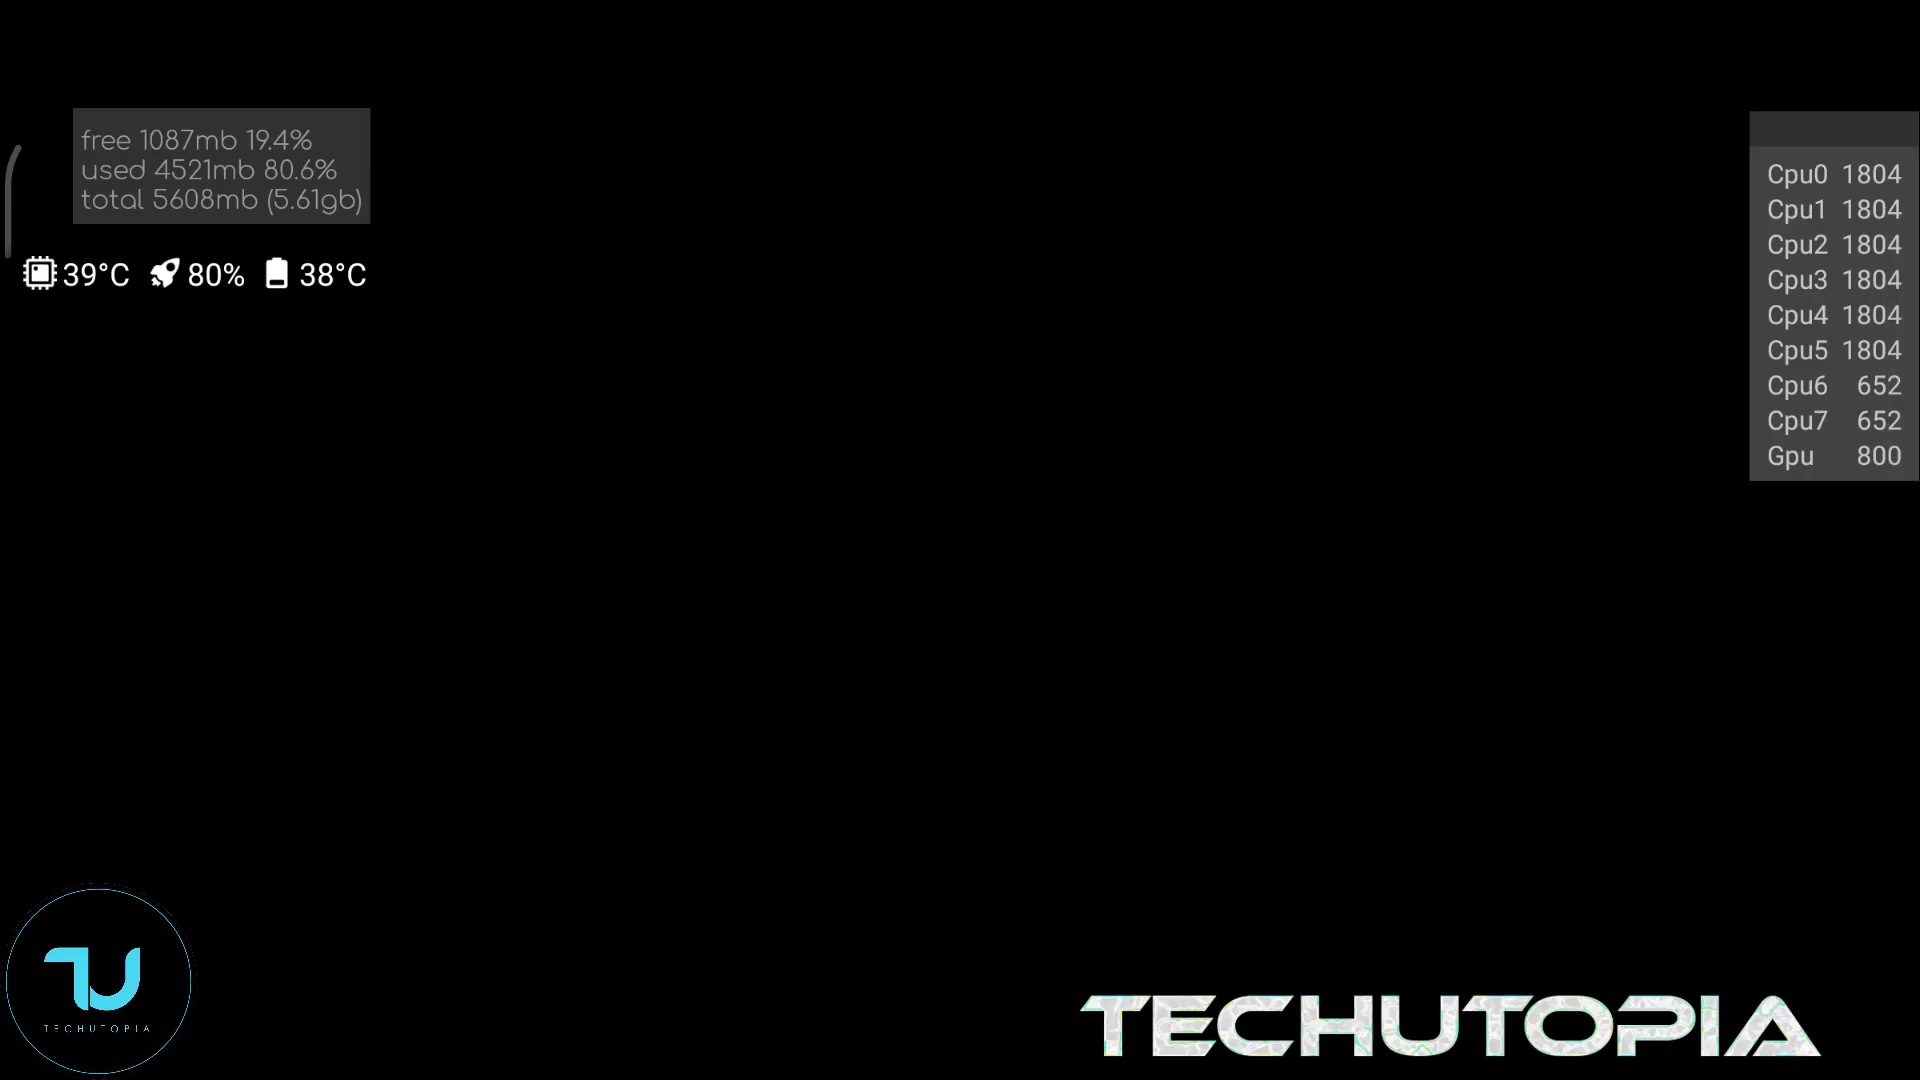 free 1087mb 19.4%
used 4521mb 80.6%
total 5608mb (5.61gb)
39°C 80% 38°C
Cpu0 1804
Cpu1 1804
Cpu2 1804
Cpu3 1804
Cpu4 1804
Cpu5 1804
Cpu6 652
Cpu7 652
Gpu 800
TU
TECHUTOPIA
TECHUTOPIA